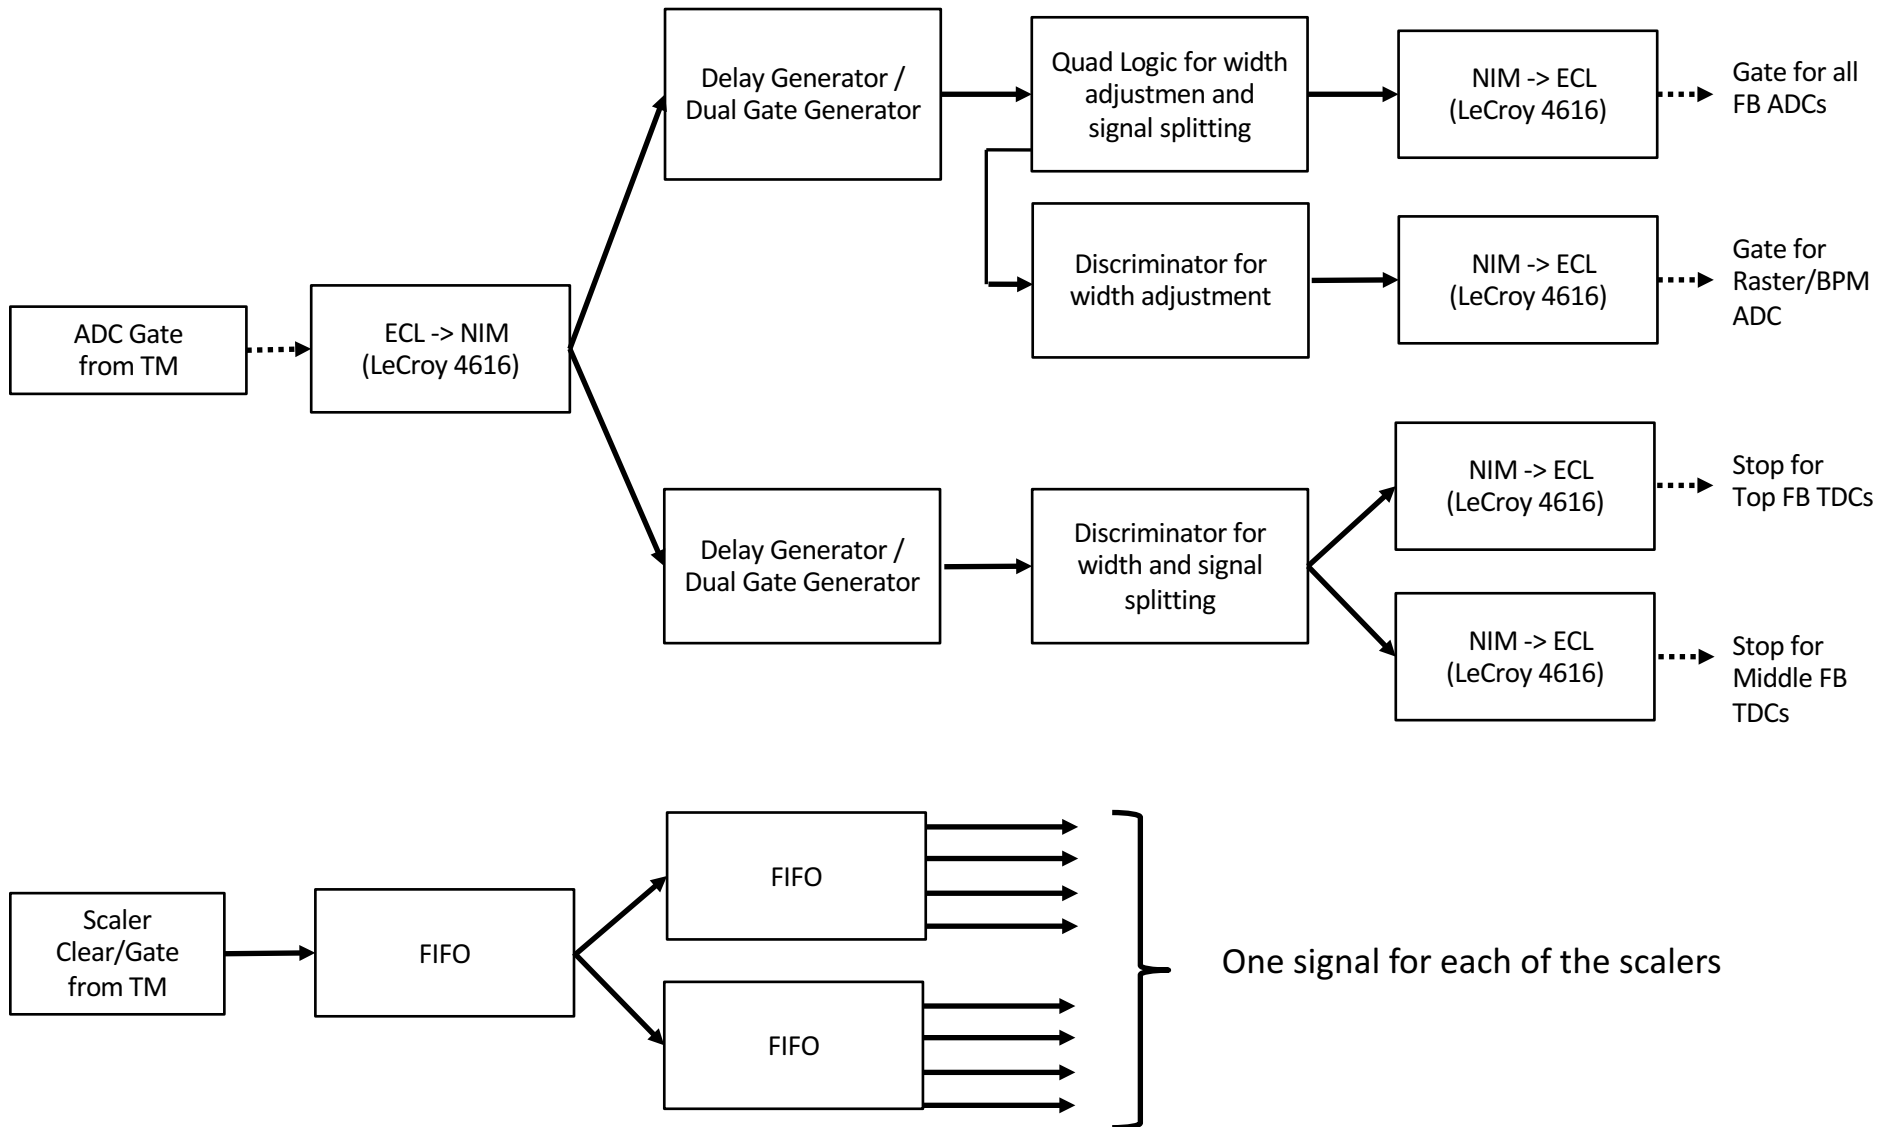 Delay Generator /
Dual Gate Generator
Quad Logic for width
adjustmen and
signal splitting
NIM -> ECL
(LeCroy 4616)
Gate for all
FB ADCs
Discriminator for
width adjustment
NIM -> ECL
(LeCroy 4616)
Gate for
Raster/BPM
ADC
ADC Gate
from TM
ECL -> NIM
(LeCroy 4616)
Delay Generator /
Dual Gate Generator
Discriminator for
width and signal
splitting
NIM -> ECL
(LeCroy 4616)
Stop for
Top FB TDCs
NIM -> ECL
(LeCroy 4616)
Stop for
Middle FB
TDCs
Scaler
Clear/Gate
from TM
FIFO
FIFO
FIFO
One signal for each of the scalers